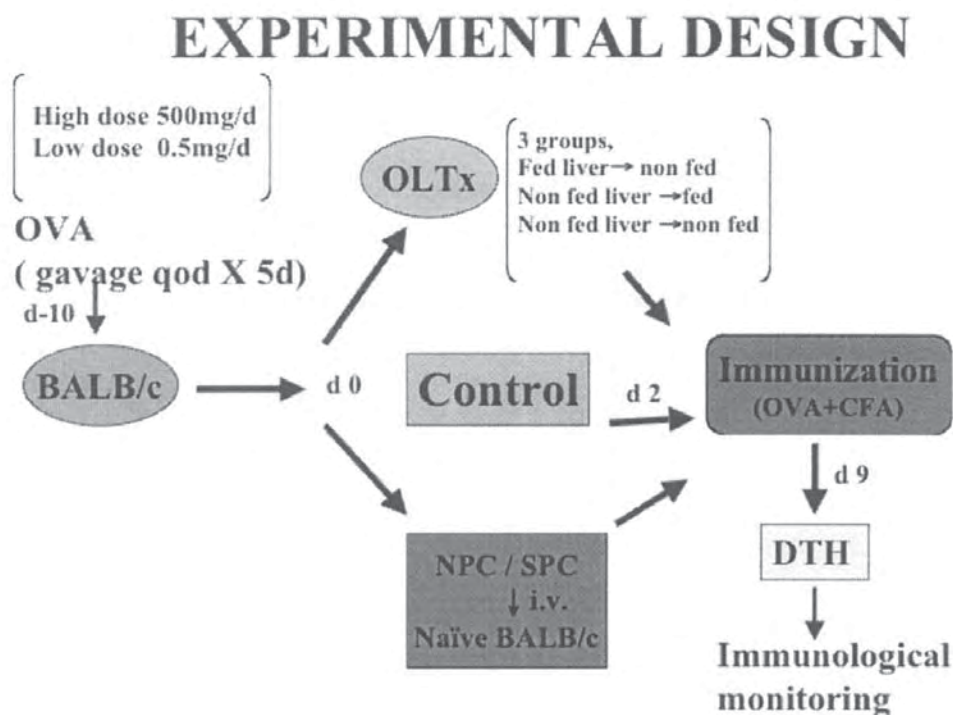 EXPERIMENTAL DESIGN
High dose 500mg/d
Low dose 0.5mg/d
OVA
( gavage qod X 5d)
d-10
BALB/c
d 0
OLTx
3 groups,
Fed liver→ non fed
Non fed liver →fed
Non fed liver →non fed
Control
d 2
NPC / SPC
↓ i.v.
Naïve BALB/c
Immunization
(OVA+CFA)
d 9
DTH
Immunological
monitoring